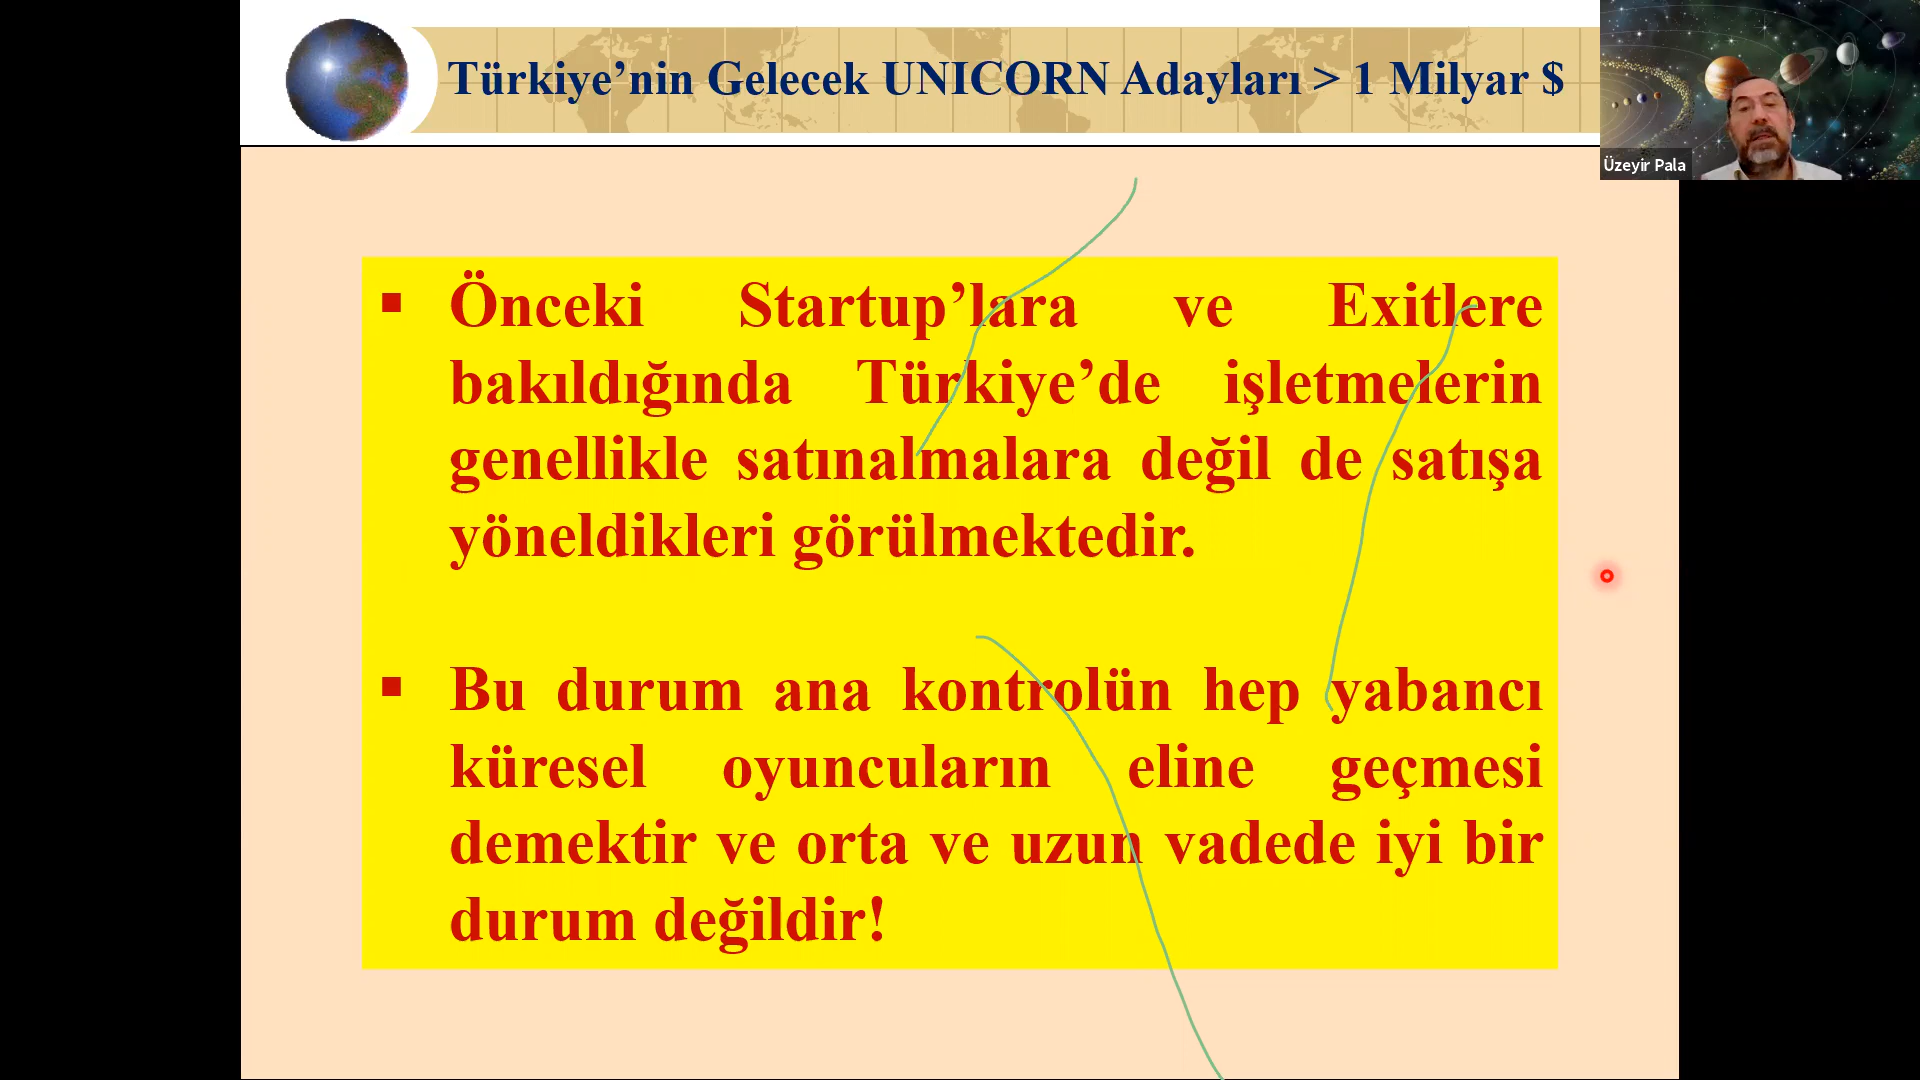 Türkiye’nin Gelecek UNICORN Adayları > 1 Milyar $
Üzeyir Pala
▪ Önceki Startup’lara ve Exitlere
bakıldığında Türkiye’de işletmelerin
genellikle satınalmalara değil de satışa
yöneldikleri görülmektedir.
▪ Bu durum ana kontrolün hep yabancı
küresel oyuncuların eline geçmesi
demektir ve orta ve uzun vadede iyi bir
durum değildir!